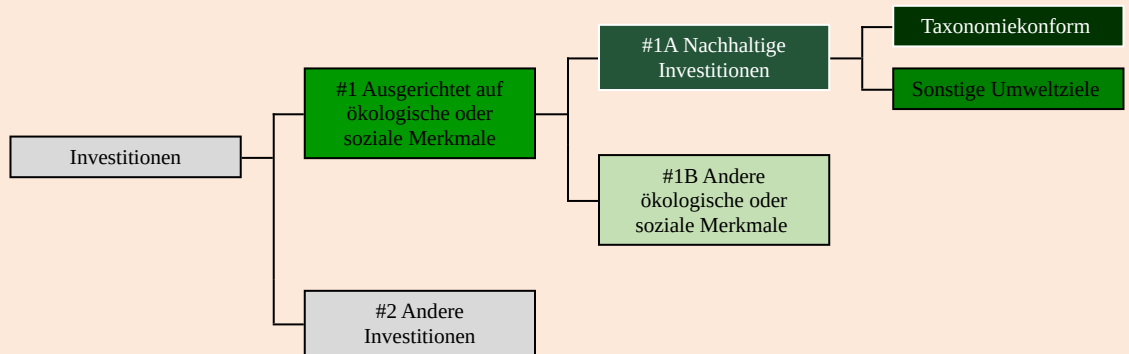 Investitionen
#1 Ausgerichtet auf
ökologische oder
soziale Merkmale
#2 Andere
Investitionen
#1A Nachhaltige
Investitionen
#1B Andere
ökologische oder
soziale Merkmale
Taxonomiekonform
Sonstige Umweltziele